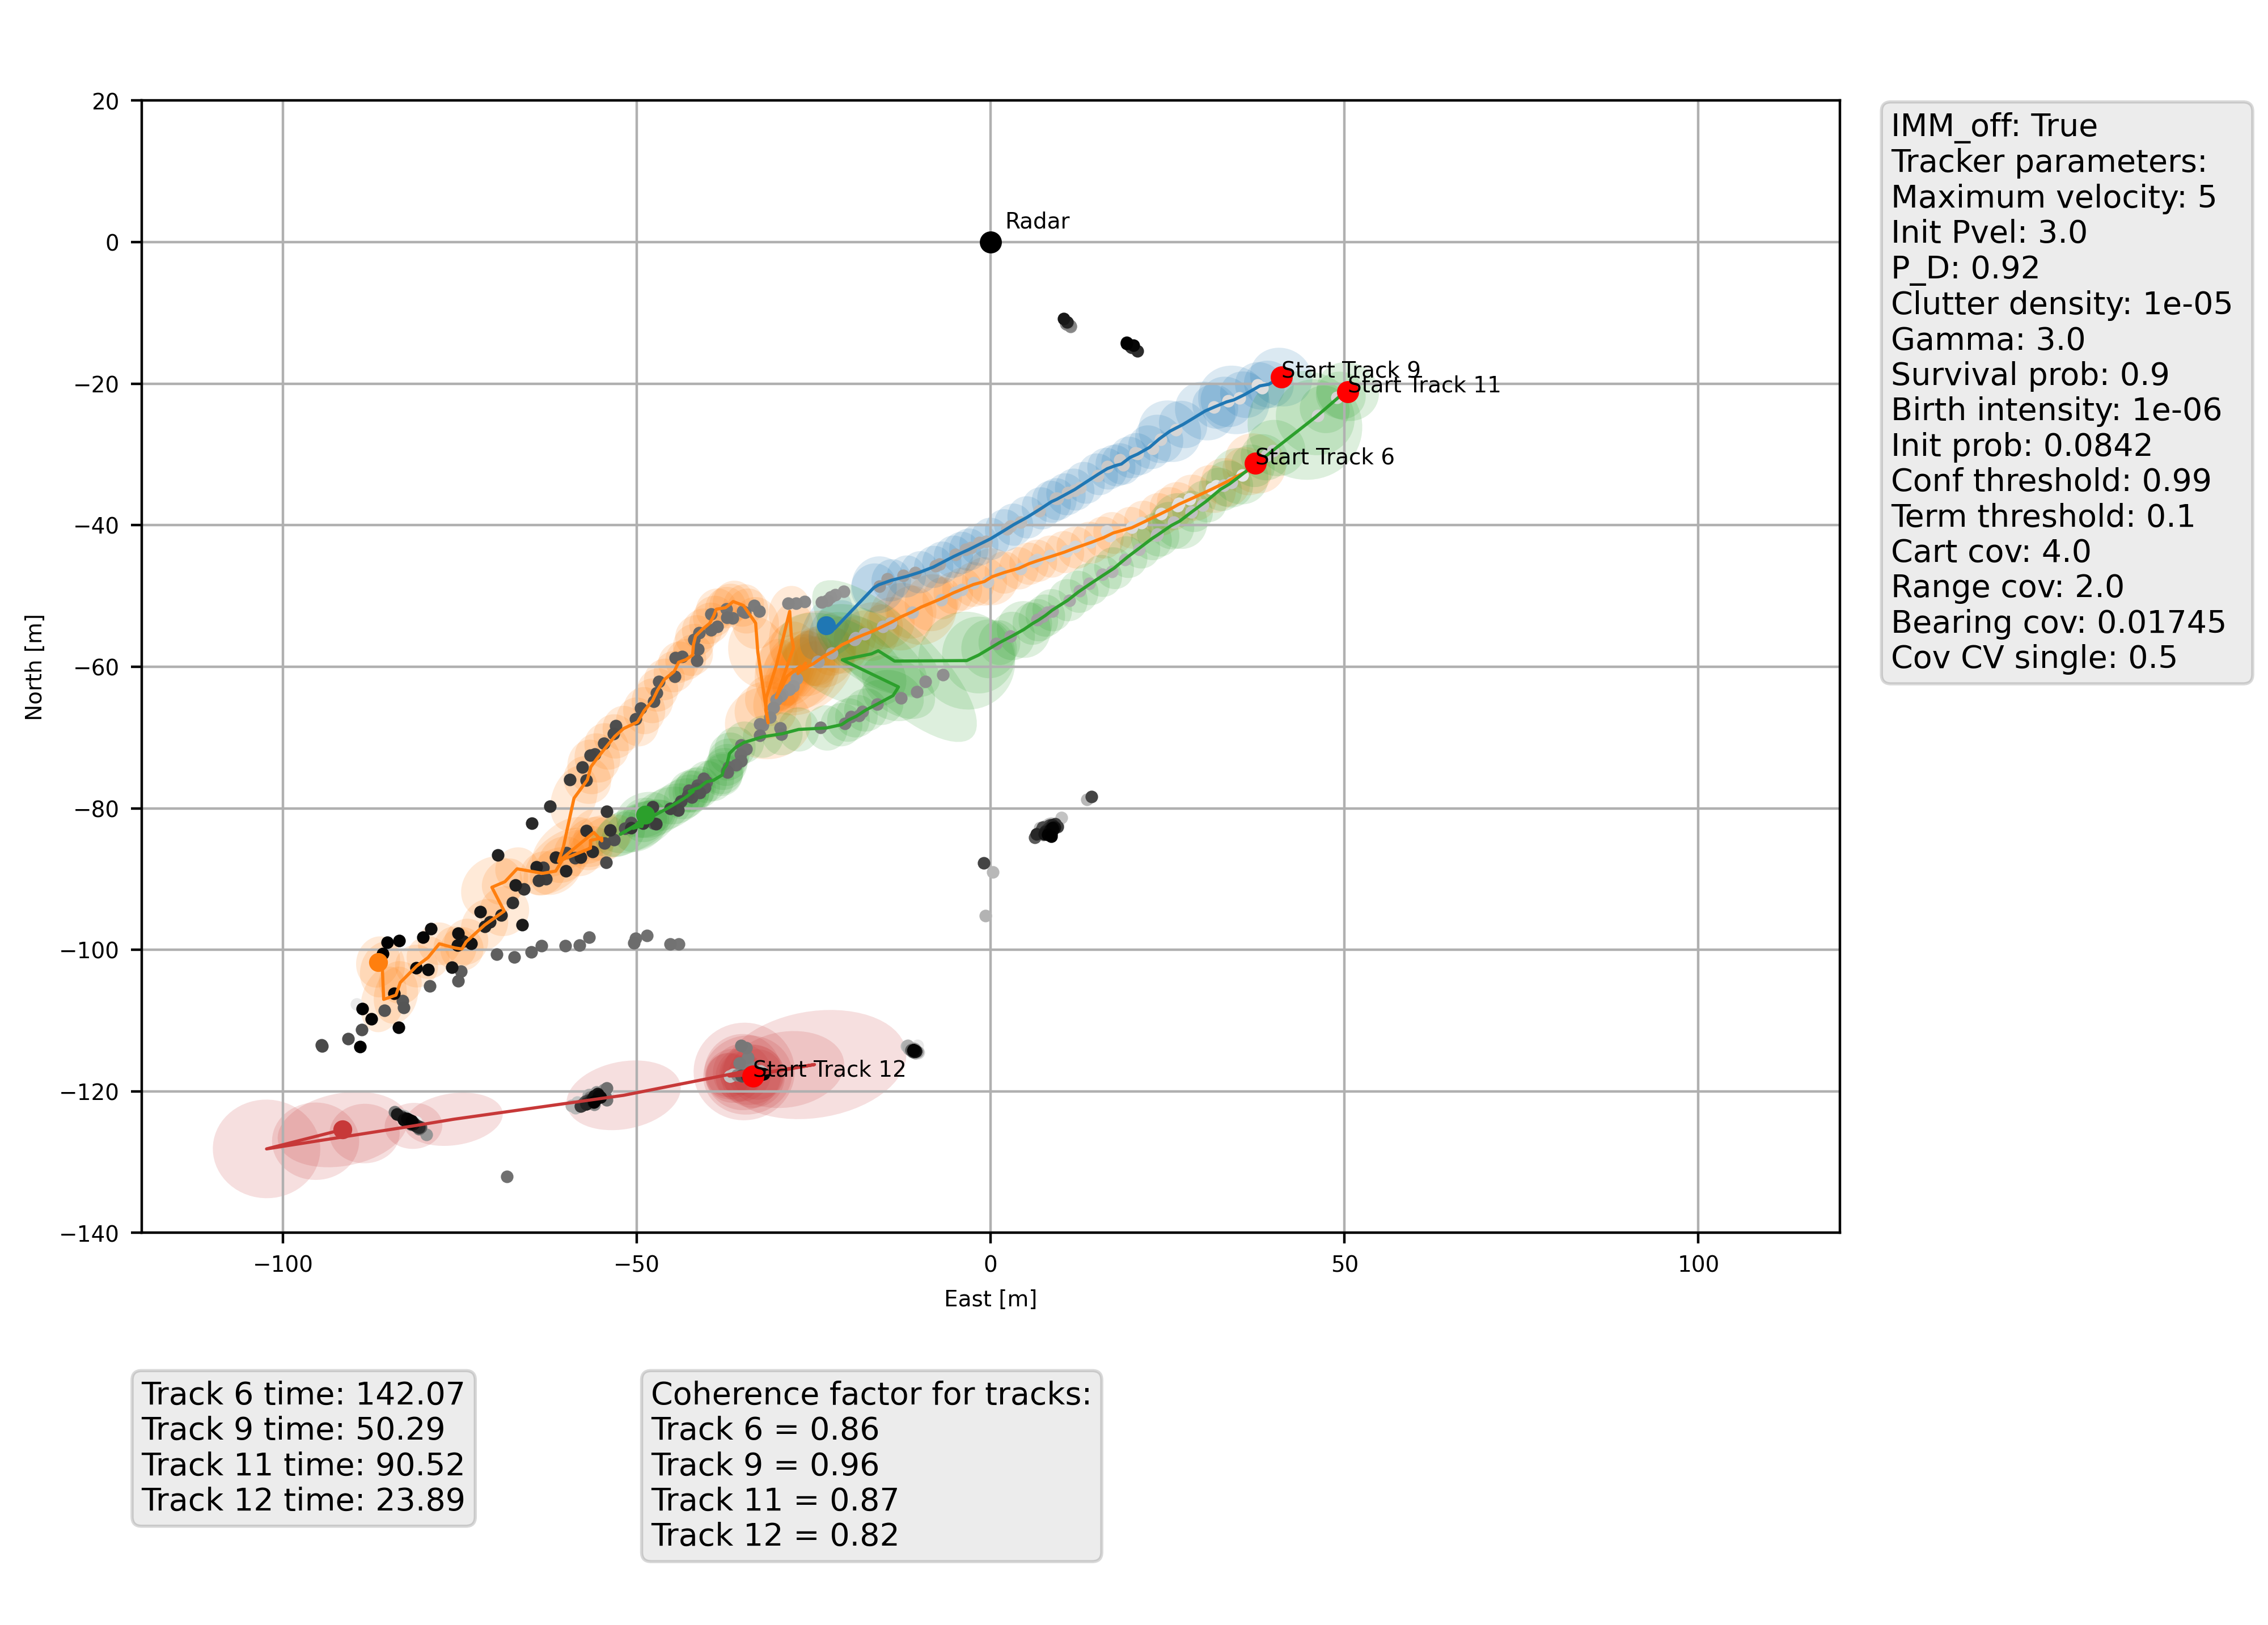 20
0
−20
−40
−60
−80
−100
−120
−140
−100
−50
0
50
100
North [m]
East [m]
Radar
Start Track 9
Start Track 11
Start Track 6
Start Track 12
IMM_off: True
Tracker parameters:
Maximum velocity: 5
Init Pvel: 3.0
P_D: 0.92
Clutter density: 1e-05
Gamma: 3.0
Survival prob: 0.9
Birth intensity: 1e-06
Init prob: 0.0842
Conf threshold: 0.99
Term threshold: 0.1
Cart cov: 4.0
Range cov: 2.0
Bearing cov: 0.01745
Cov CV single: 0.5
Track 6 time: 142.07
Track 9 time: 50.29
Track 11 time: 90.52
Track 12 time: 23.89
Coherence factor for tracks:
Track 6 = 0.86
Track 9 = 0.96
Track 11 = 0.87
Track 12 = 0.82